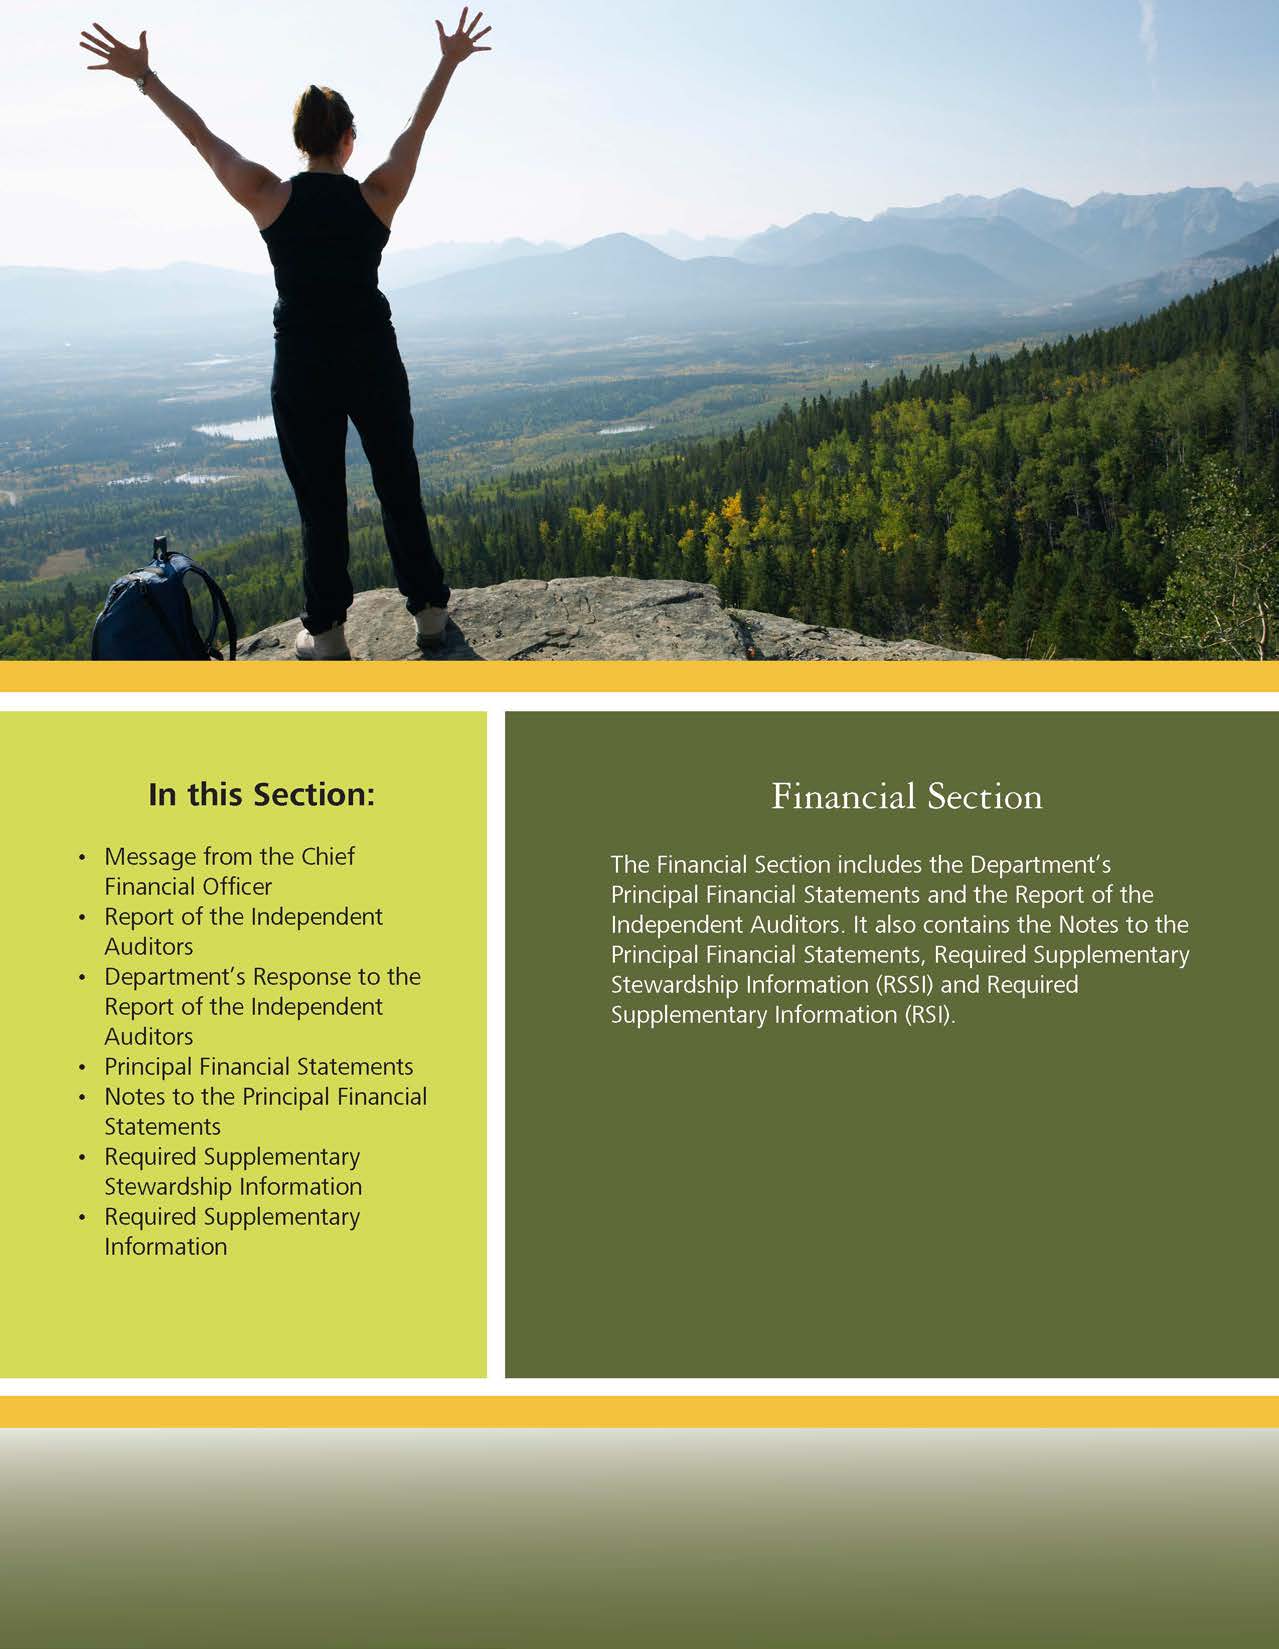 In this Section:
• Message from the Chief
Financial Officer
• Report of the Independent
Auditors
• Department's Response to the
Report of the Independent
Auditors
• Principal Financial Statements
• Notes to the Principal Financial
Statements
• Required Supplementary
Stewardship Information
• Required Supplementary
Information
Financial Section
The Financial Section includes the Department's
Principal Financial Statements and the Report of the
Independent Auditors. It also contains the Notes to the
Principal Financial Statements, Required Supplementary
Stewardship Information (RSSI) and Required
Supplementary Information (RSI).